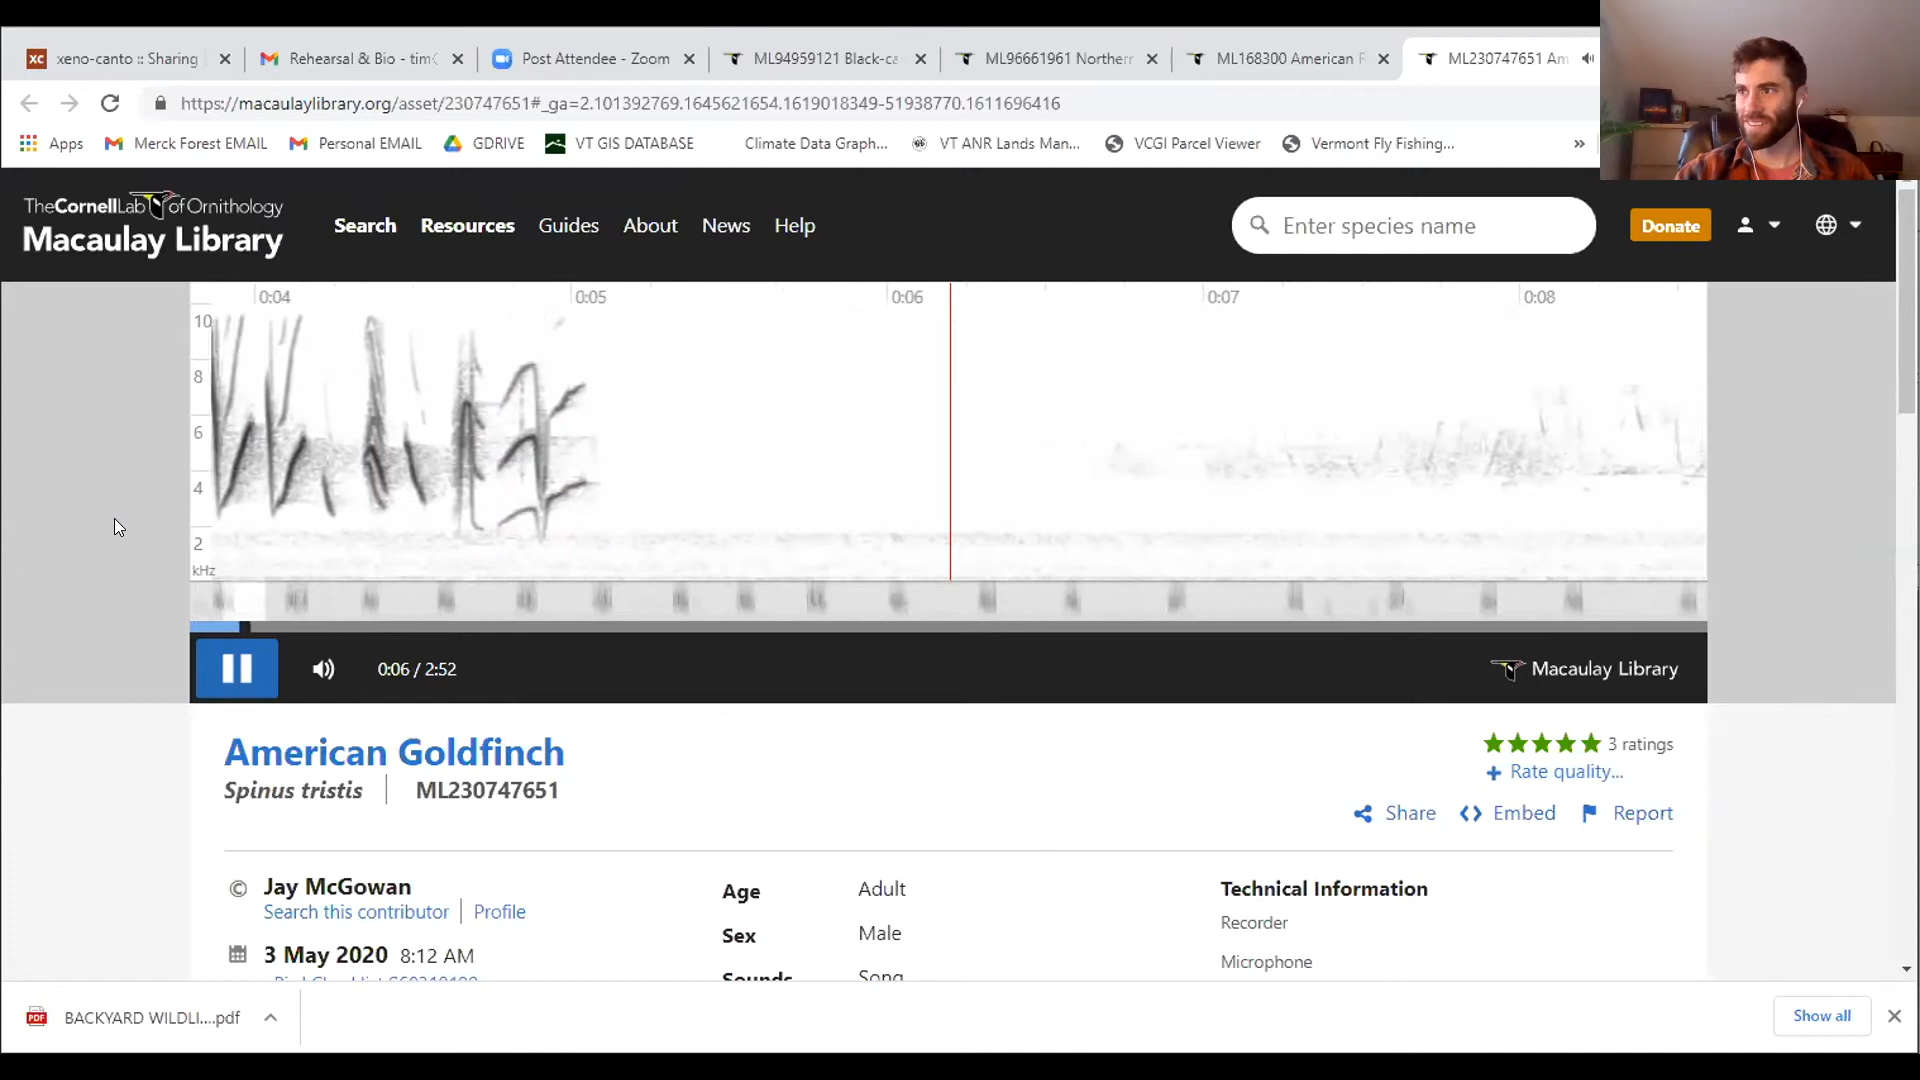 xeno-canto :: Sharing
Rehearsal & Bio - tim
Post Attendee - Zoom
ML94959121 Black-ca
ML96661961 Northern
ML168300 American
ML230747651 Am
https://macaulaylibrary.org/asset/230747651#_ga=2.101392769.1645621654.1619018349-51938770.1611696416
Apps
Merck Forest EMAIL
Personal EMAIL
GDRIVE
VT GIS DATABASE
Climate Data Graph...
VT ANR Lands Man...
VCGI Parcel Viewer
Vermont Fly Fishing...
»
TheCornellLab of Ornithology
Macaulay Library
Search
Resources
Guides
About
News
Help
Enter species name
Donate
0:04
0:05
0:06
0:07
0:08
10
8
6
4
2
kHz
0:06 / 2:52
Macaulay Library
American Goldfinch
Spinus tristis
ML230747651
3 ratings
Rate quality...
Share
Embed
Report
© Jay McGowan
Search this contributor
Profile
3 May 2020 8:12 AM
Age
Adult
Sex
Male
Sounds
Song
Technical Information
Recorder
Microphone
PDF
BACKYARD WILDLI....pdf
Show all